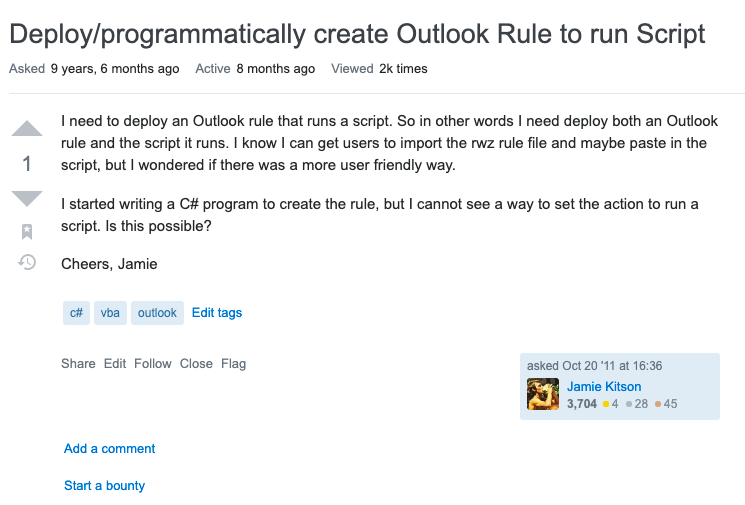 Deploy/programmatically create Outlook Rule to run Script
Asked 9 years, 6 months ago Active 8 months ago Viewed 2k times
I need to deploy an Outlook rule that runs a script. So in other words I need deploy both an Outlook
rule and the script it runs. I know I can get users to import the rwz rule file and maybe paste in the
1
script, but I wondered if there was a more user friendly way.
I started writing a C# program to create the rule, but I cannot see a way to set the action to run a
script. Is this possible?
Cheers, Jamie
c# vba outlook Edit tags
Share Edit Follow Close Flag
asked Oct 20 '11 at 16:36
Jamie Kitson
3,704 4 28 45
Add a comment
Start a bounty